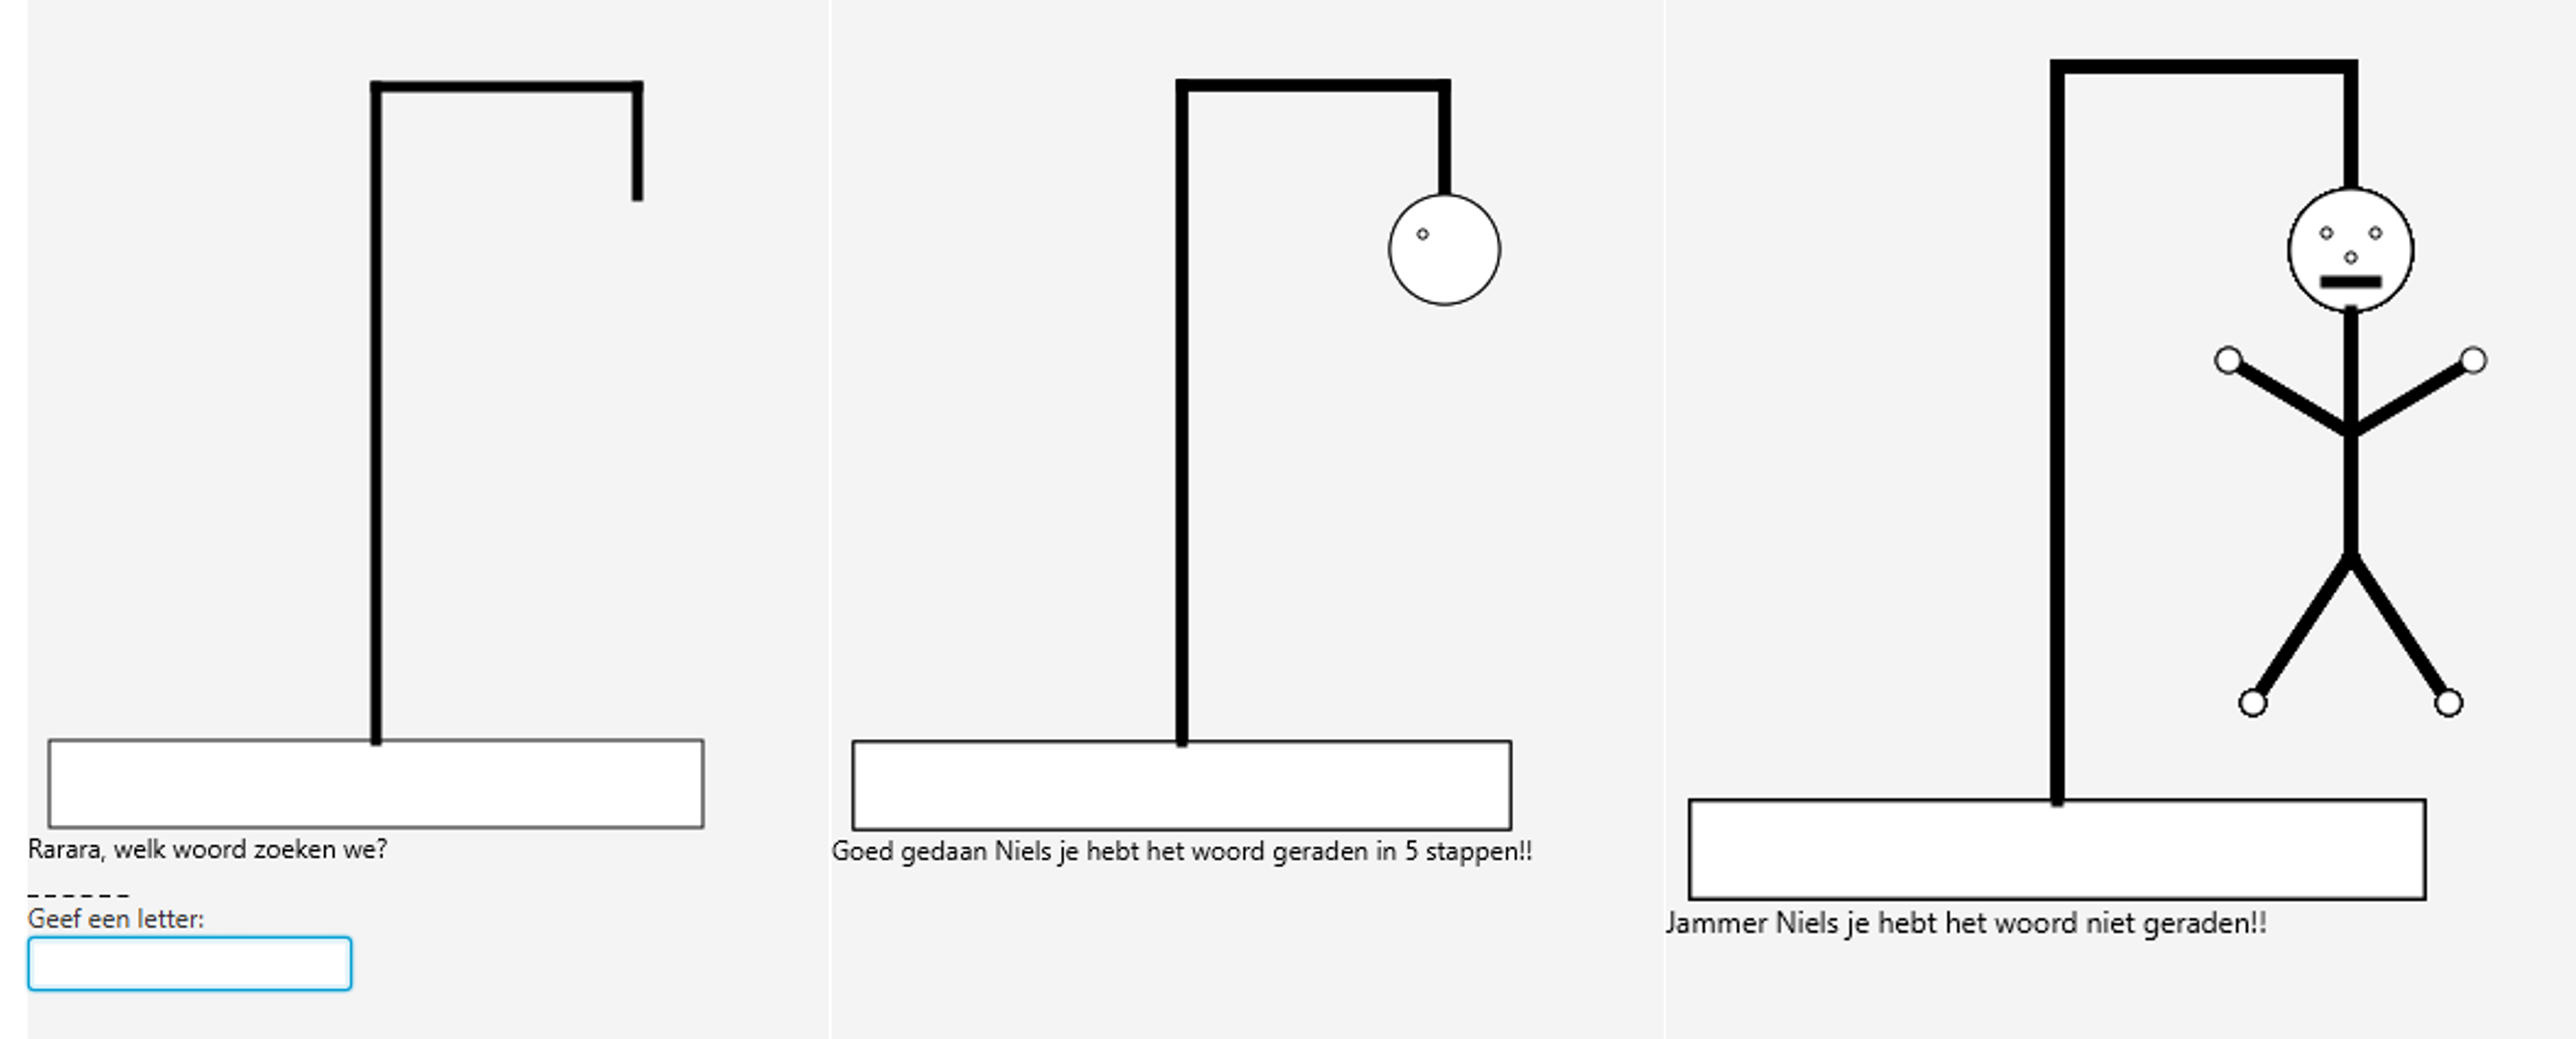 Rarara, welk woord zoeken we?
_ _ _ _ _ _
Geef een letter:
Goed gedaan Niels je hebt het woord geraden in 5 stappen!!
Jammer Niels je hebt het woord niet geraden!!